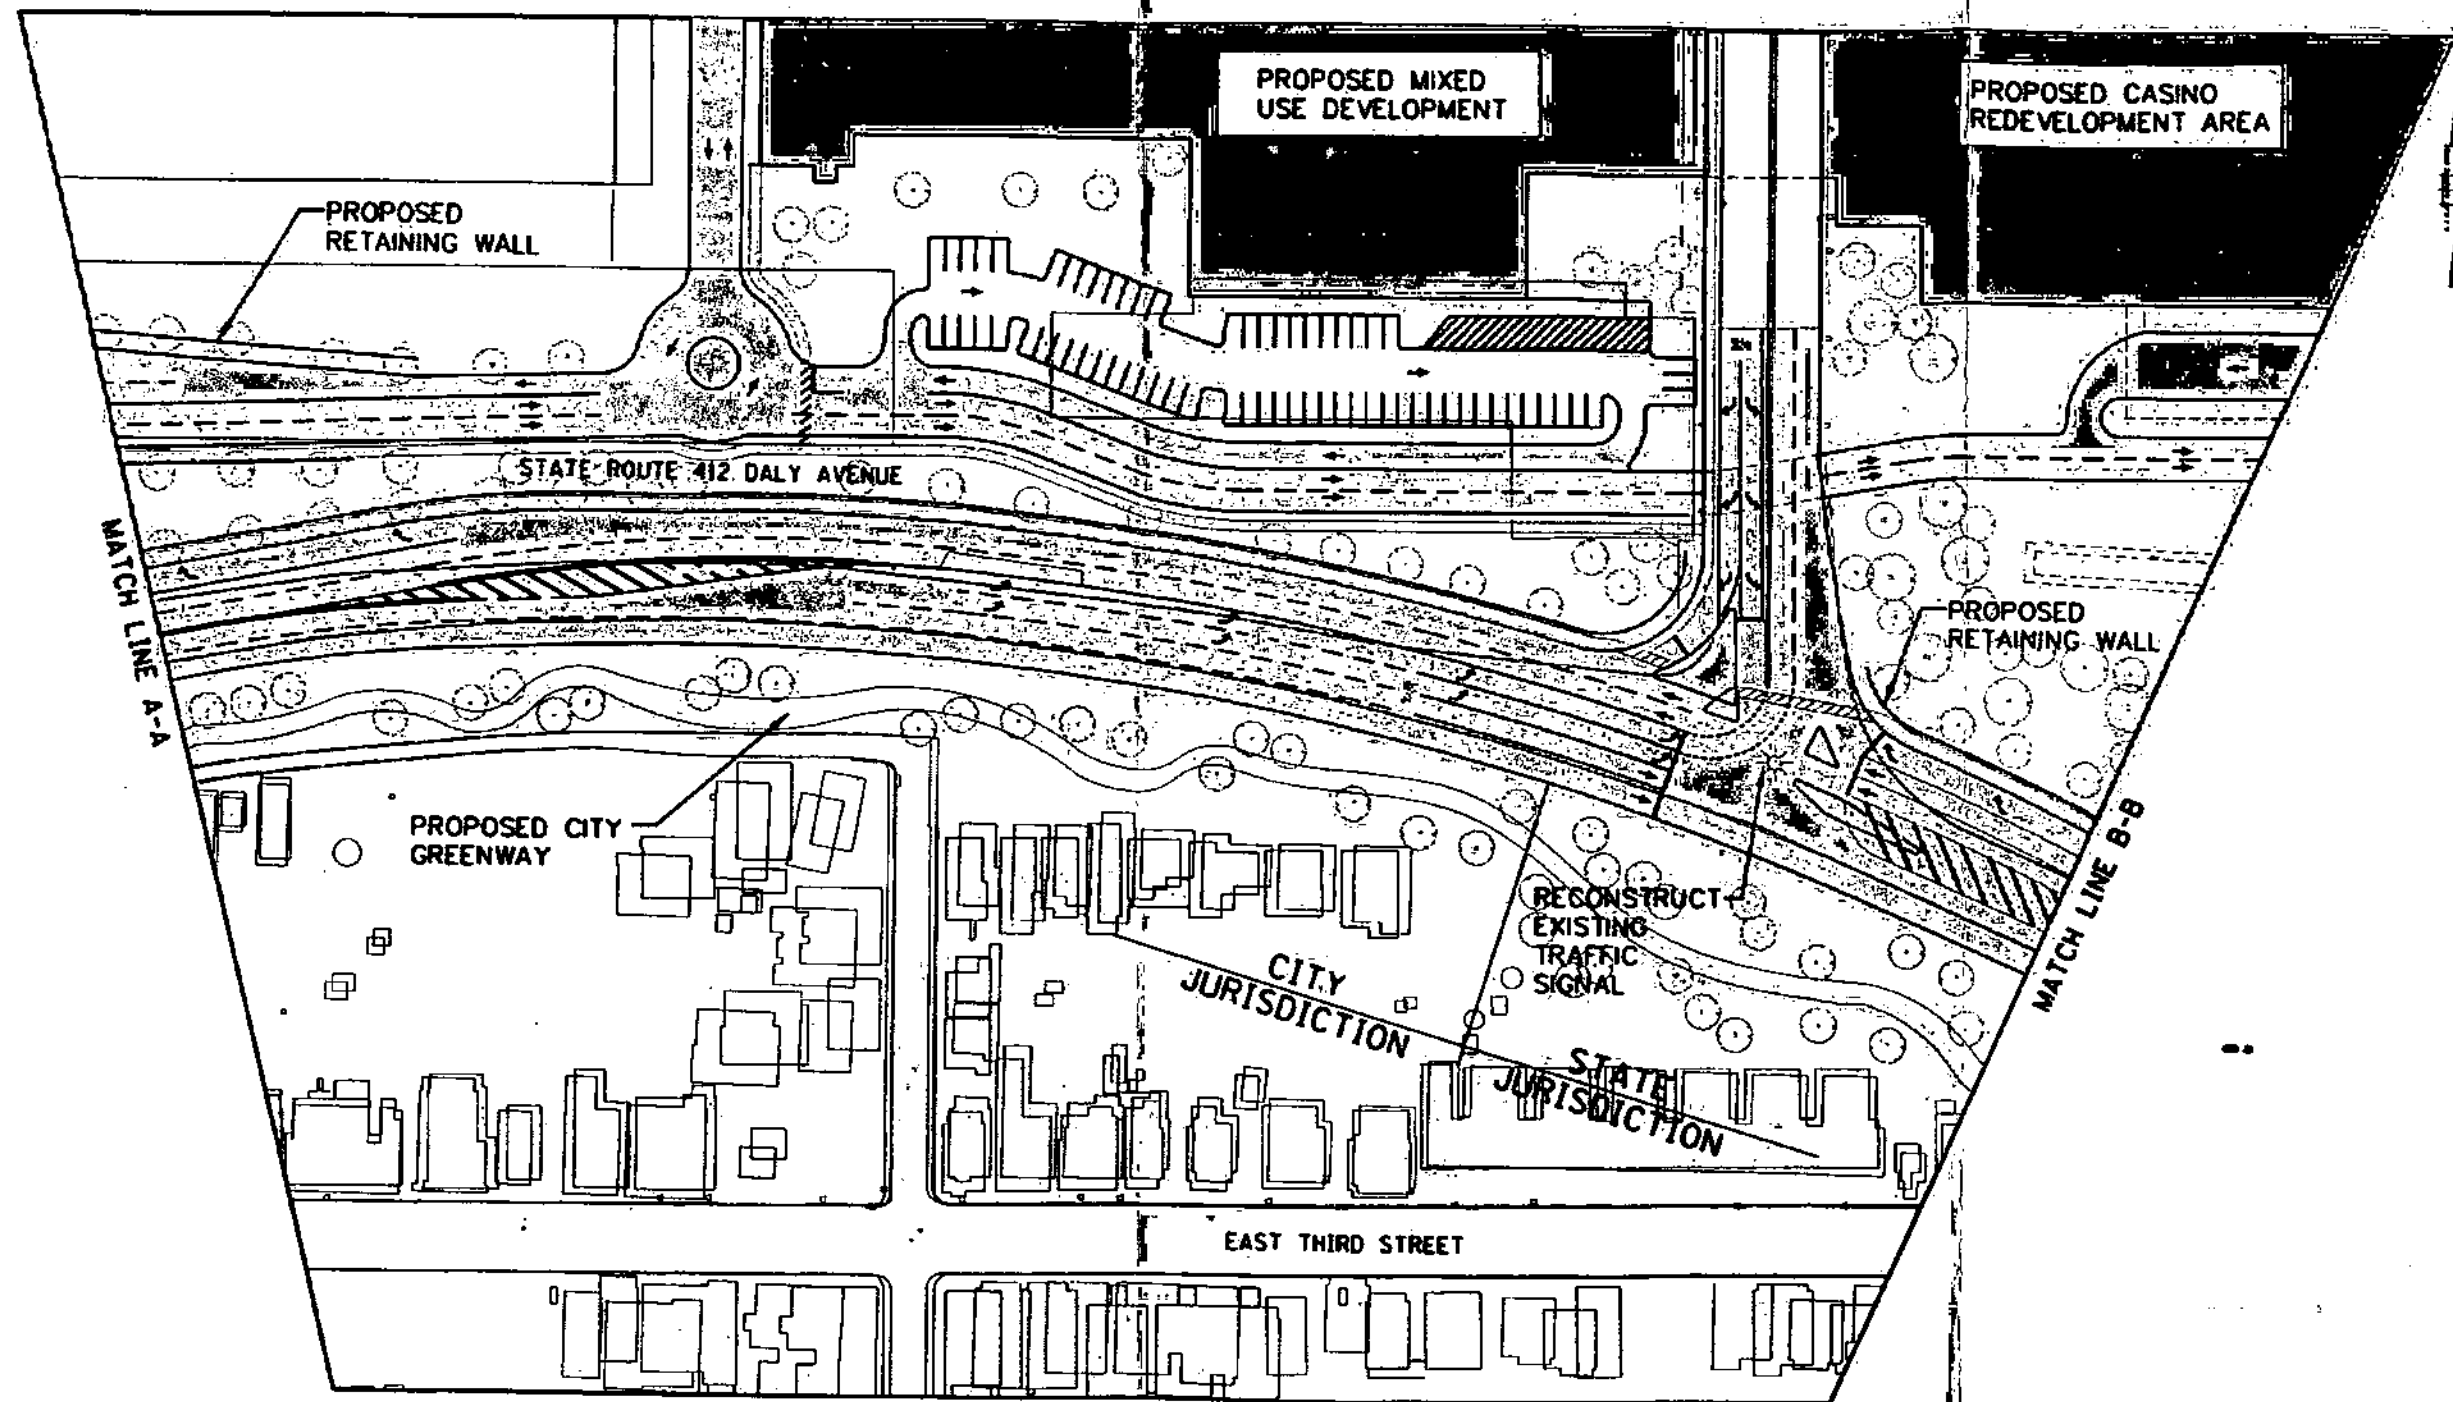 PROPOSED MIXED
USE DEVELOPMENT
PROPOSED CASINO
REDEVELOPMENT AREA
PROPOSED
RETAINING WALL
STATE ROUTE 412 DALY AVENUE
MATCH LINE A-A
PROPOSED
RETAINING WALL
PROPOSED CITY
GREENWAY
MATCH LINE B-B
RECONSTRUCT
EXISTING
TRAFFIC
SIGNAL
CITY
JURISDICTION
STATE
JURISDICTION
EAST THIRD STREET